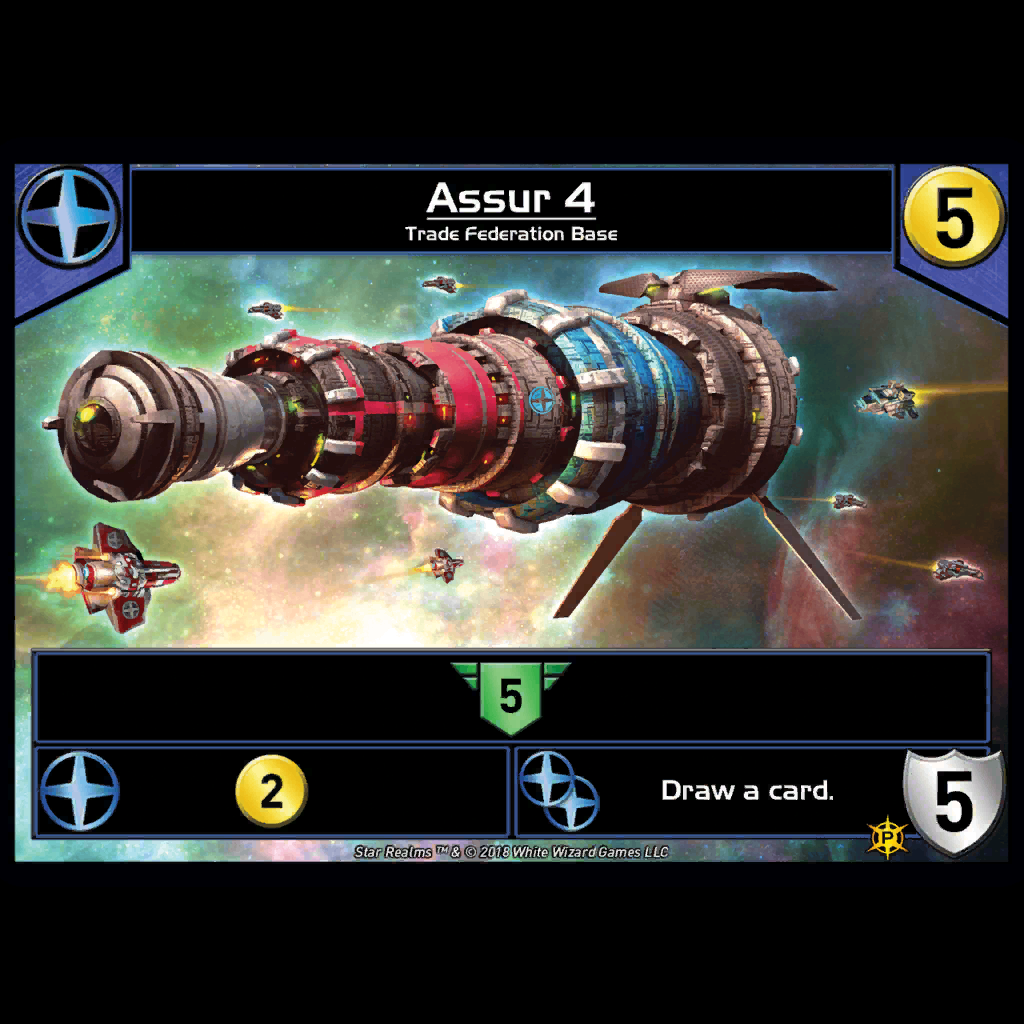 Assur 4
5
Trade Federation Base
5
2
Draw a card.
5
P
Star Realms ™ & © 2018 White Wizard Games LLC